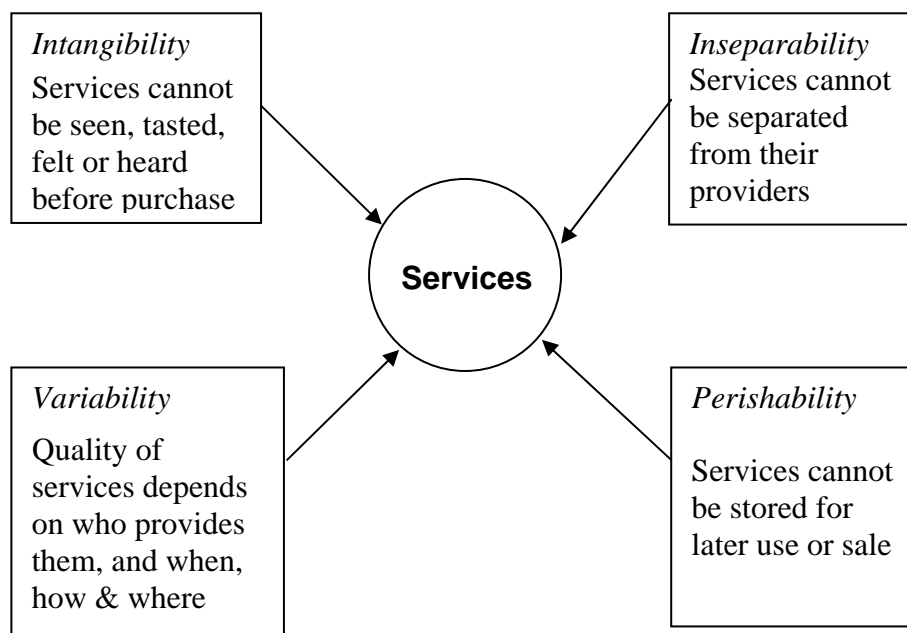 Intangibility
Services cannot
be seen, tasted,
felt or heard
before purchase
Inseparability
Services cannot
be separated
from their
providers
Services
Variability
Quality of
services depends
on who provides
them, and when,
how & where
Perishability
Services cannot
be stored for
later use or sale